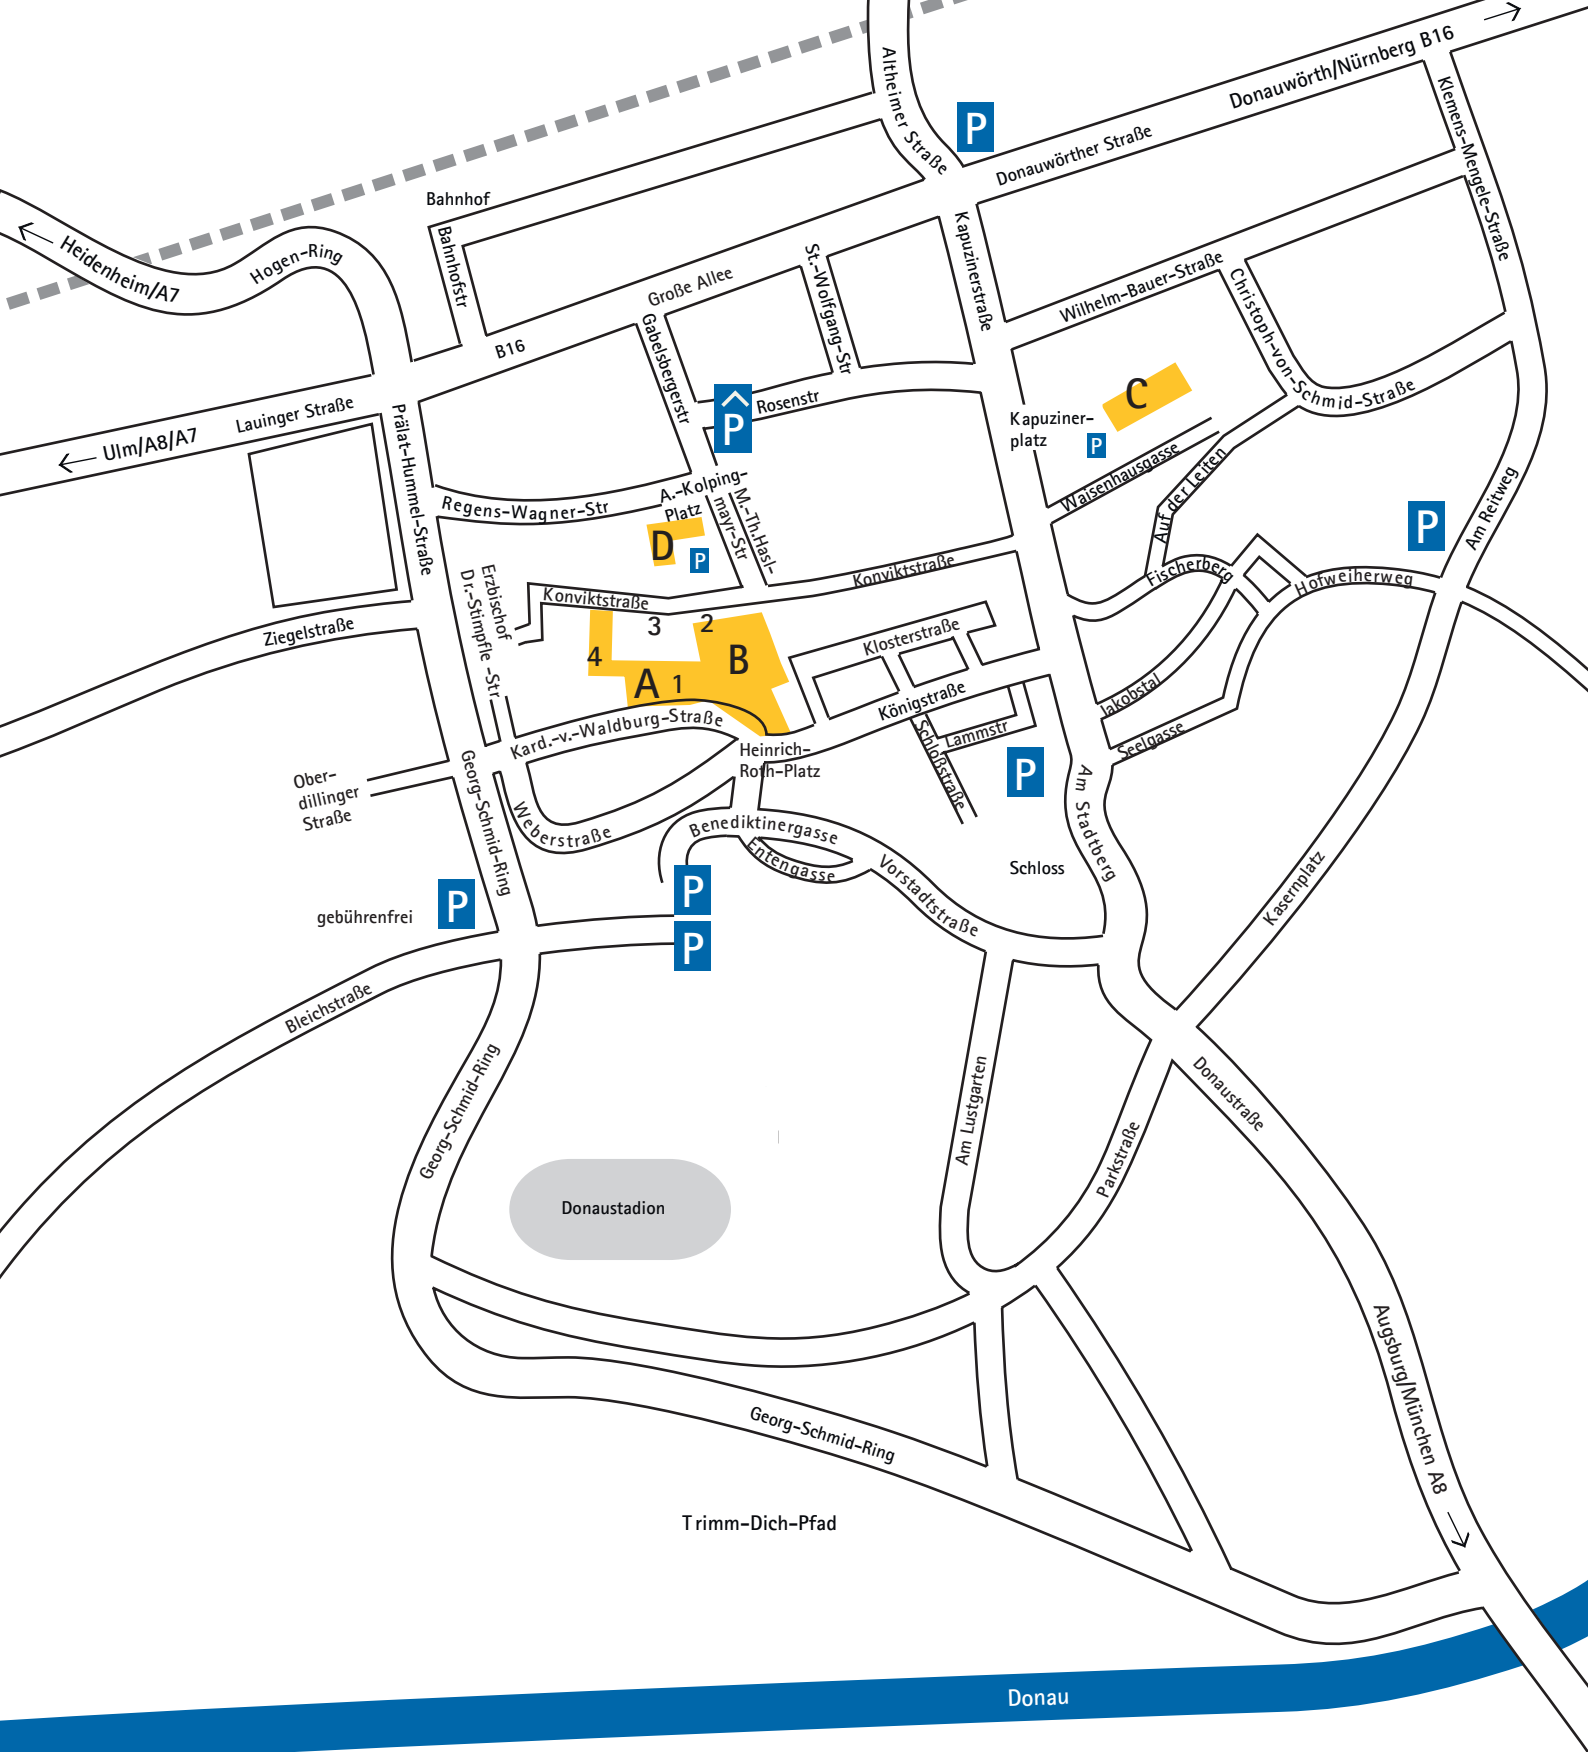 Altheimer Straße
P
Donauwörth/Nürnberg B16
Donauwörther Straße
Klemens-Mengele-Straße
Bahnhof
Bahnhofstr
Heidenheim/A7
Hogen-Ring
Große Allee
B16
St.-Wolfgang-Str
Kapuzinerstraße
Wilhelm-Bauer-Straße
Christoph-von-Schmid-Straße
Gabelsbergerstr
P
Rosenstr
C
Kapuziner-
platz
P
Waisenhausgasse
Auf der Leiten
Lauinger Straße
Ulm/A8/A7
Prälat-Hummel-Straße
Regens-Wagner-Str
A.-Kolping-
Platz
M.-Th.Hasl-
mayr-Str
D
P
P
Am Reitweg
Konviktstraße
Fischerberg
Hofweiherweg
Erzbischof
Dr.-Stimpfle -Str
Konviktstraße
Ziegelstraße
3
2
4
B
A
1
Klosterstraße
Königstraße
Jakobstal
Seelgasse
Kard.-v.-Waldburg-Straße
Lammstr
Schloßstraße
Heinrich-
Roth-Platz
P
Ober-
dillinger
Straße
Georg-Schmid-Ring
Weberstraße
Benediktinergasse
Entengasse
Am Stadtberg
Schloss
Vorstadtstraße
Kasernplatz
gebührenfrei
P
P
P
Bleichstraße
Georg-Schmid-Ring
Am Lustgarten
Donaustraße
Parkstraße
Donaustadion
Augsburg/München A8
Georg-Schmid-Ring
Trimm-Dich-Pfad
Donau